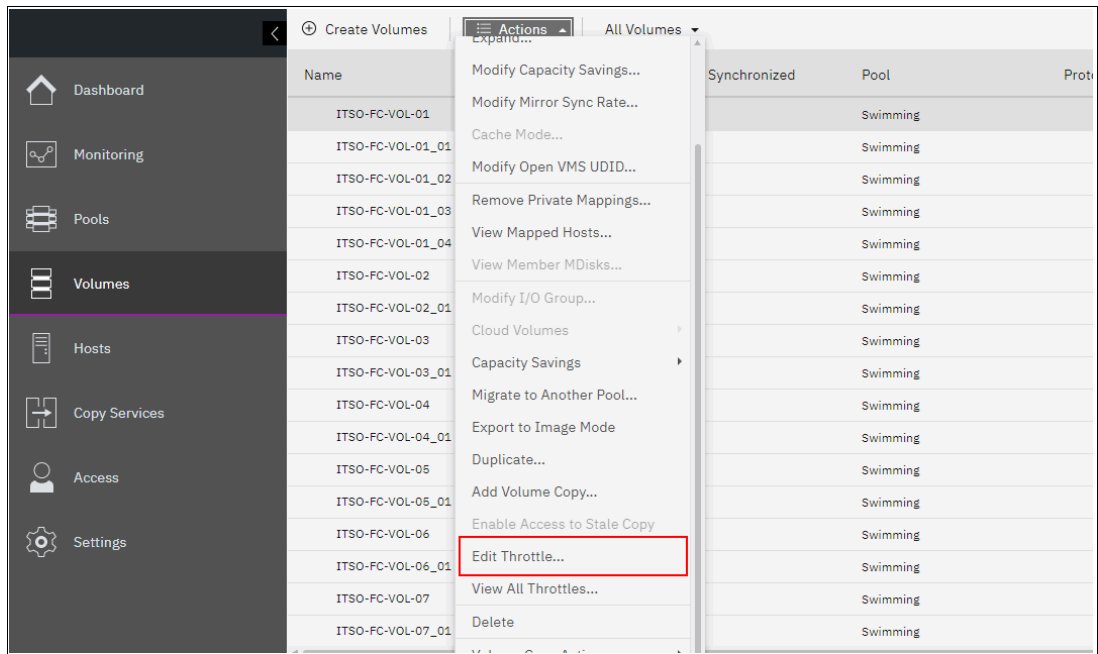 Create Volumes Actions All Volumes
Expand...
Name Synchronized Pool
Dashboard
Monitoring
Pools
Volumes
Hosts
Copy Services
Access
Settings
Modify Capacity Savings...
Modify Mirror Sync Rate...
Cache Mode...
Modify Open VMS UDID...
Remove Private Mappings...
View Mapped Hosts...
View Member MDisks...
Modify I/O Group...
Cloud Volumes
Capacity Savings
Migrate to Another Pool...
Export to Image Mode
Duplicate...
Add Volume Copy...
Enable Access to Stale Copy
Edit Throttle...
View All Throttles...
Delete
ITSO-FC-VOL-01 Swimming
ITSO-FC-VOL-01_01 Swimming
ITSO-FC-VOL-01_02 Swimming
ITSO-FC-VOL-01_03 Swimming
ITSO-FC-VOL-01_04 Swimming
ITSO-FC-VOL-02 Swimming
ITSO-FC-VOL-02_01 Swimming
ITSO-FC-VOL-03 Swimming
ITSO-FC-VOL-03_01 Swimming
ITSO-FC-VOL-04 Swimming
ITSO-FC-VOL-04_01 Swimming
ITSO-FC-VOL-05 Swimming
ITSO-FC-VOL-05_01 Swimming
ITSO-FC-VOL-06 Swimming
ITSO-FC-VOL-06_01 Swimming
ITSO-FC-VOL-07 Swimming
ITSO-FC-VOL-07_01 Swimming